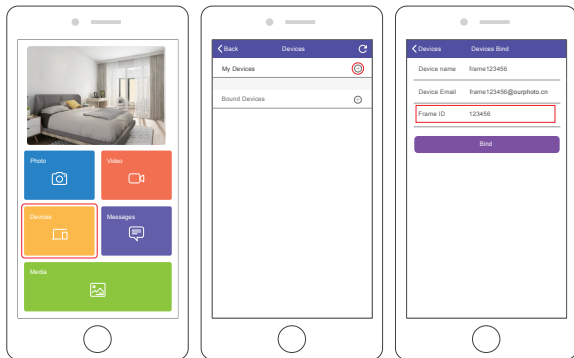 Photo
Video
Devices
Messages
Media
Back Devices
My Devices
Bound Devices
Devices Devices Bind
Device name frame123456
Device Email frame123456@ourphoto.cn
Frame ID 123456
Bind